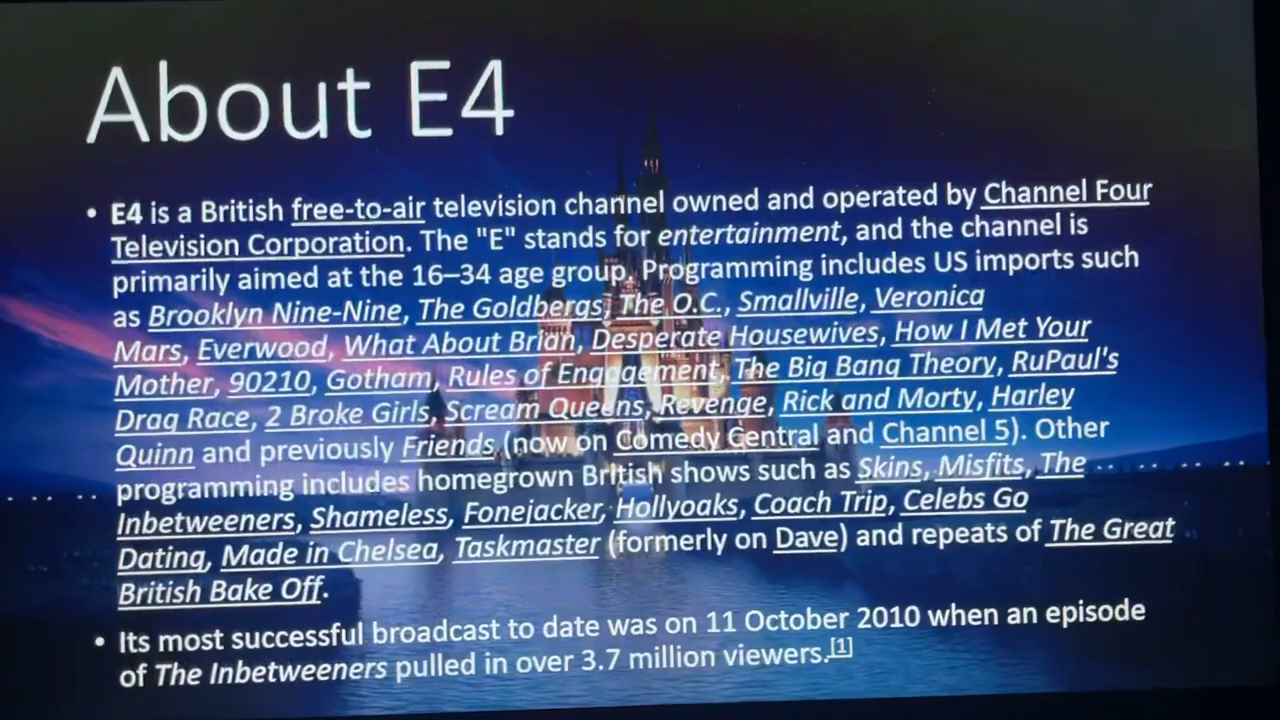 About E4
• E4 is a British free-to-air television channel owned and operated by Channel Four
Television Corporation. The "E" stands for entertainment, and the channel is
primarily aimed at the 16–34 age group. Programming includes US imports such
as Brooklyn Nine-Nine, The Goldbergs, The O.C., Smallville, Veronica
Mars, Everwood, What About Brian, Desperate Housewives, How I Met Your
Mother, 90210, Gotham, Rules of Engagement, The Big Bang Theory, RuPaul's
Drag Race, 2 Broke Girls, Scream Queens, Revenge, Rick and Morty, Harley
Quinn and previously Friends (now on Comedy Central and Channel 5). Other
programming includes homegrown British shows such as Skins, Misfits, The
Inbetweeners, Shameless, Fonejacker, Hollyoaks, Coach Trip, Celebs Go
Dating, Made in Chelsea, Taskmaster (formerly on Dave) and repeats of The Great
British Bake Off.
• Its most successful broadcast to date was on 11 October 2010 when an episode
of The Inbetweeners pulled in over 3.7 million viewers.[1]